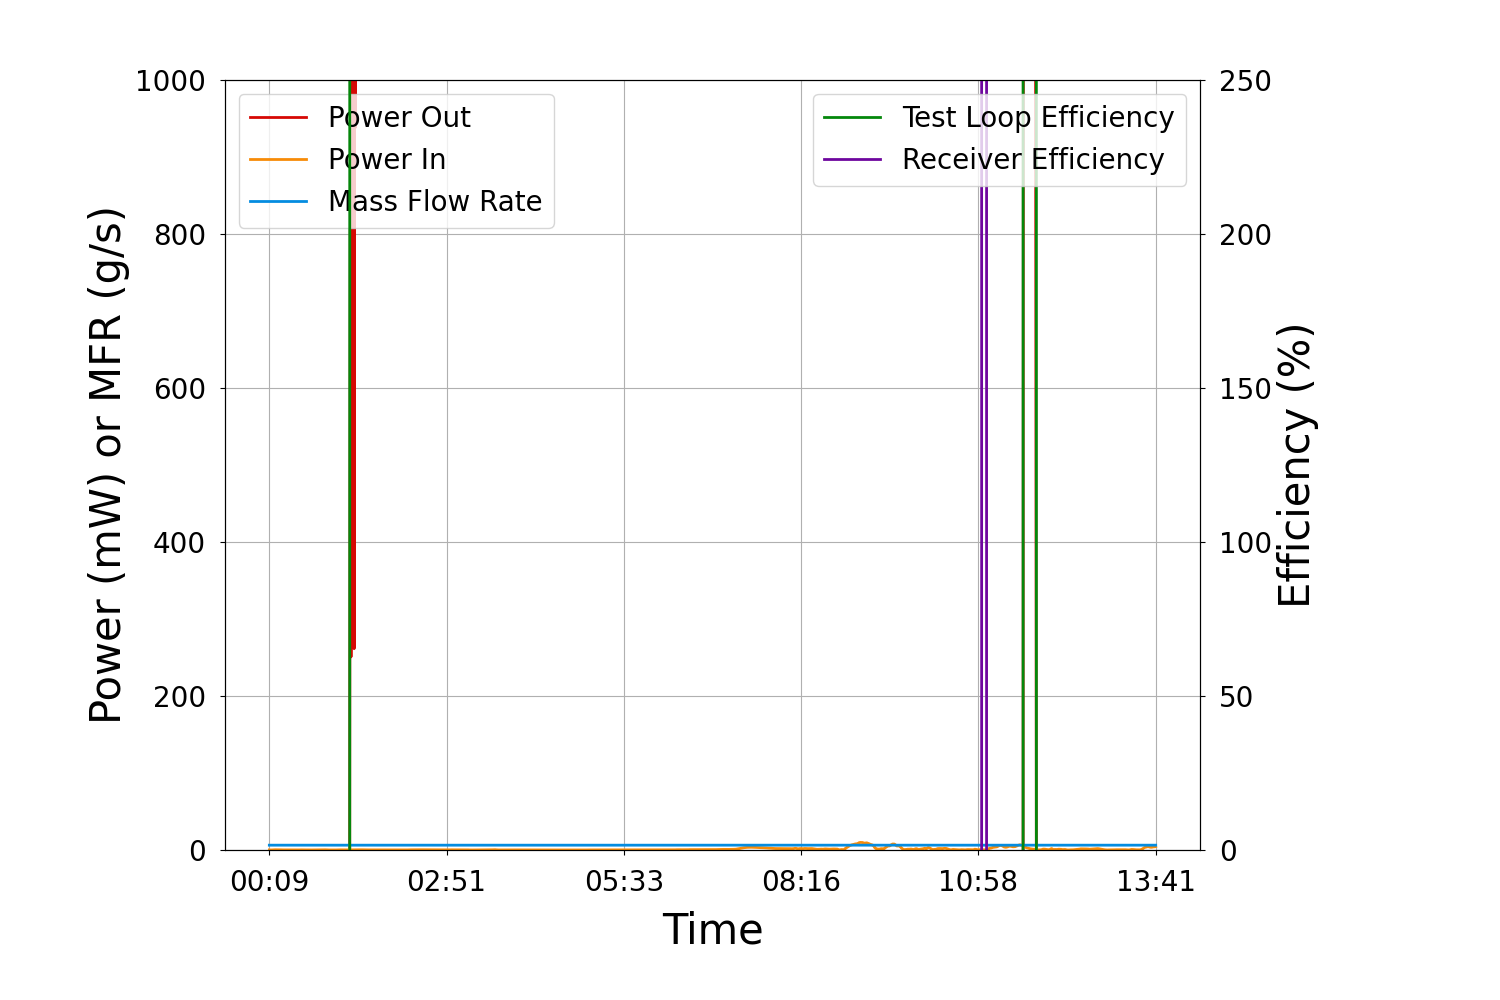 1000
800
600
400
200
0
Power (mW) or MFR (g/s)
Power Out
Power In
Mass Flow Rate
Test Loop Efficiency
Receiver Efficiency
250
200
150
100
50
0
Efficiency (%)
00:09 02:51 05:33 08:16 10:58 13:41
Time